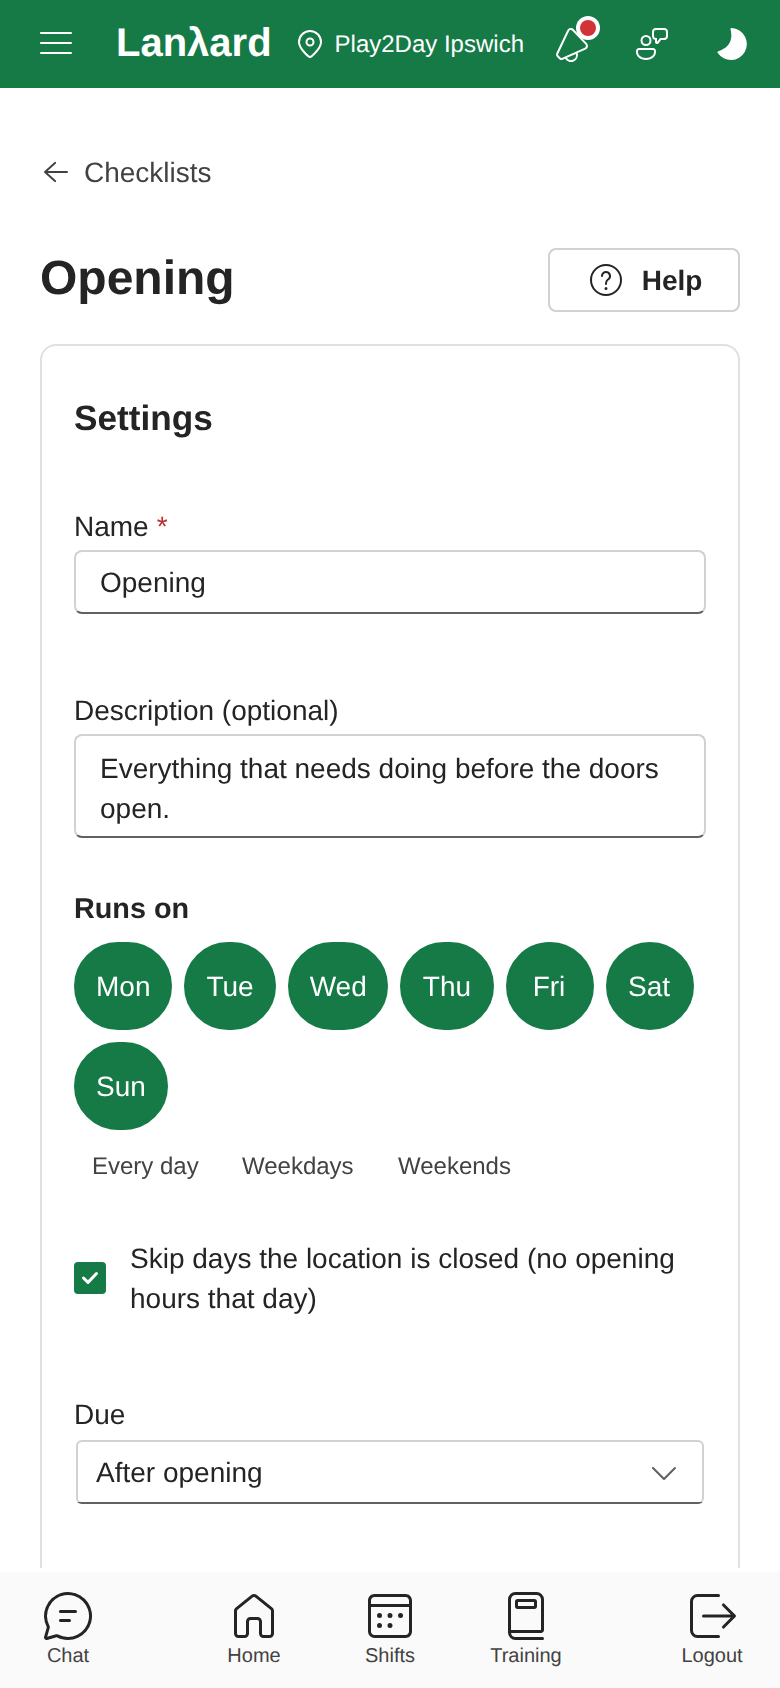 Lanλard
Play2Day Ipswich
Checklists
Opening
Help
Settings
Name *
Opening
Description (optional)
Everything that needs doing before the doors
open.
Runs on
Mon Tue Wed Thu Fri Sat
Sun
Every day Weekdays Weekends
Skip days the location is closed (no opening
hours that day)
Due
After opening
Chat Home Shifts Training Logout